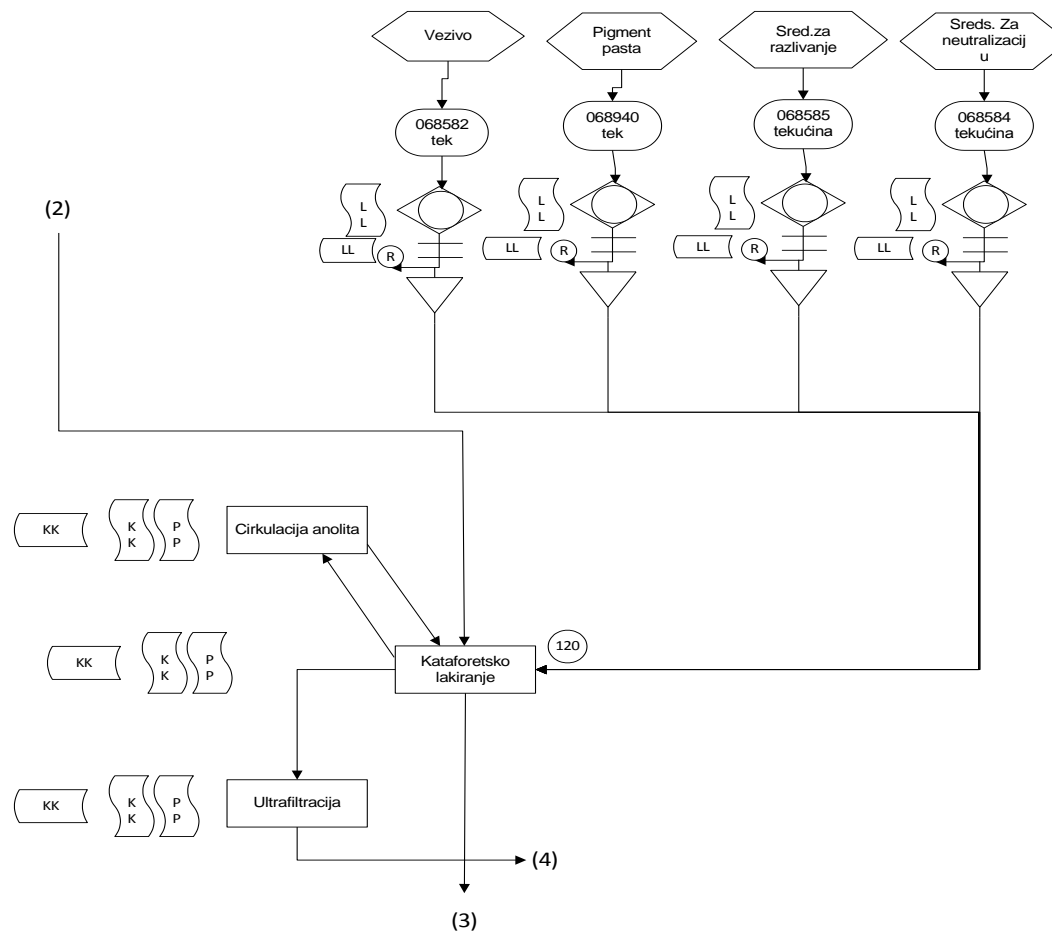 Vezivo
Pigment
pasta
Sred.za
razlivanje
Sreds. Za
neutralizacij
u
068582
tek
068940
tek
068585
tekućina
068584
tekućina
L
L
L
L
L
L
L
L
(2)
LL
R
LL
R
LL
R
LL
R
KK
K
K
P
P
Cirkulacija anolita
120
KK
K
K
P
P
Kataforetsko
lakiranje
KK
K
K
P
P
Ultrafiltracija
(4)
(3)